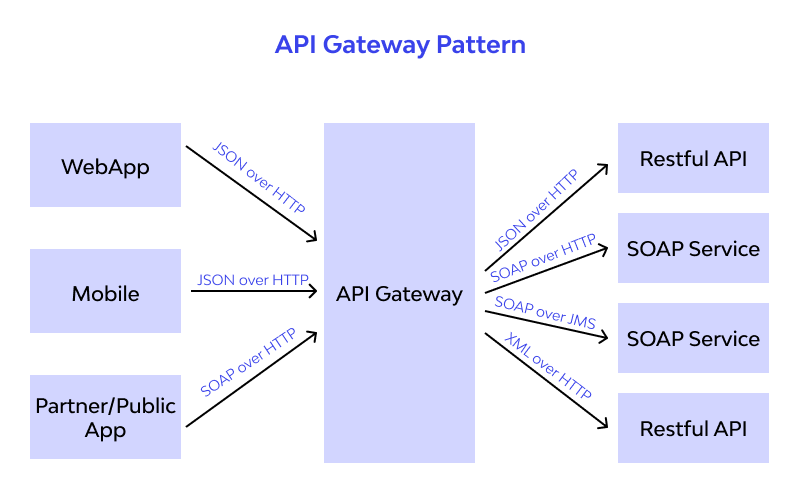 API Gateway Pattern
WebApp
JSON over HTTP
Mobile
JSON over HTTP
Partner/Public
App
SOAP over HTTP
API Gateway
JSON over HTTP
Restful API
SOAP over HTTP
SOAP Service
SOAP over JMS
SOAP Service
XML over HTTP
Restful API